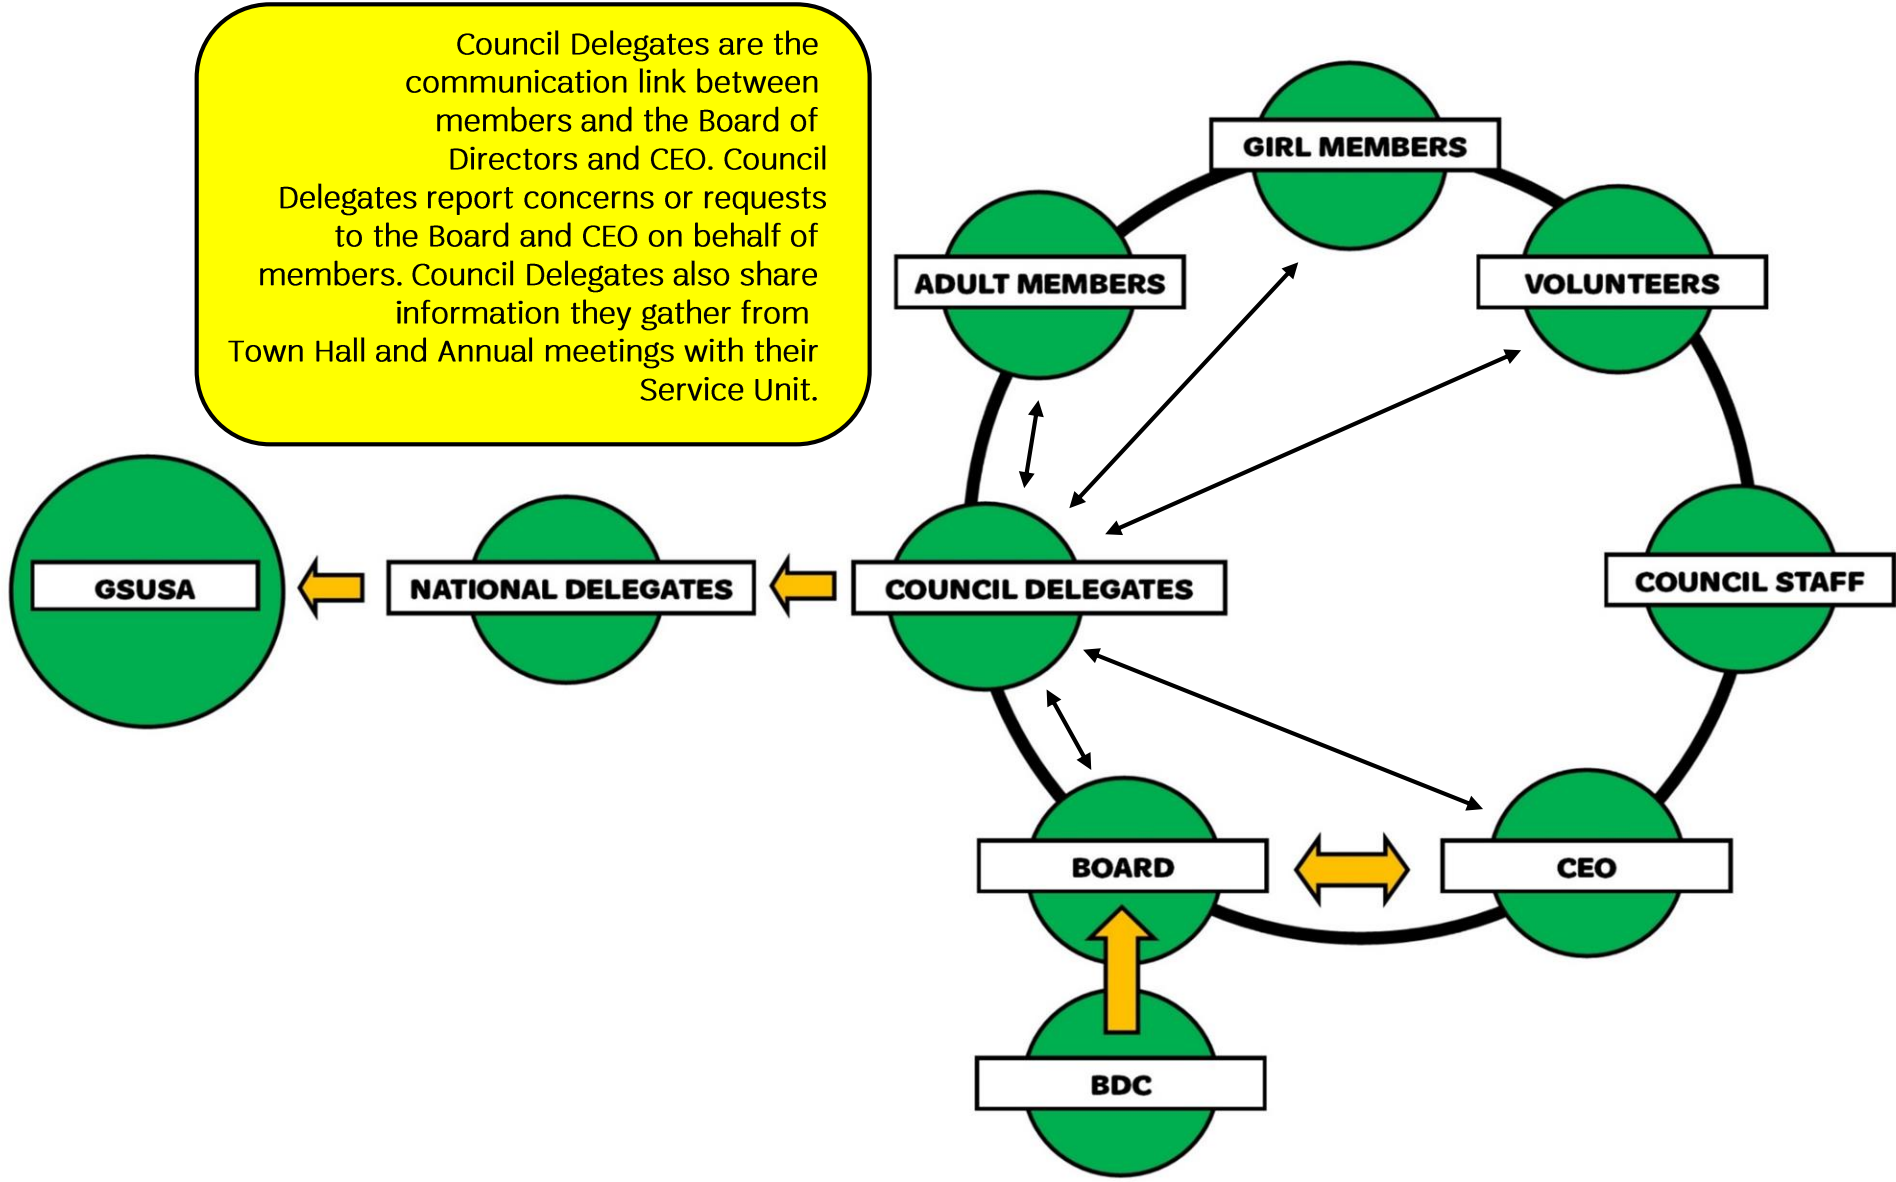 Council Delegates are the
communication link between
members and the Board of
Directors and CEO. Council
Delegates report concerns or requests
to the Board and CEO on behalf of
members. Council Delegates also share
information they gather from
Town Hall and Annual meetings with their
Service Unit.
GIRL MEMBERS
ADULT MEMBERS
VOLUNTEERS
GSUSA
NATIONAL DELEGATES
COUNCIL DELEGATES
COUNCIL STAFF
BOARD
CEO
BDC